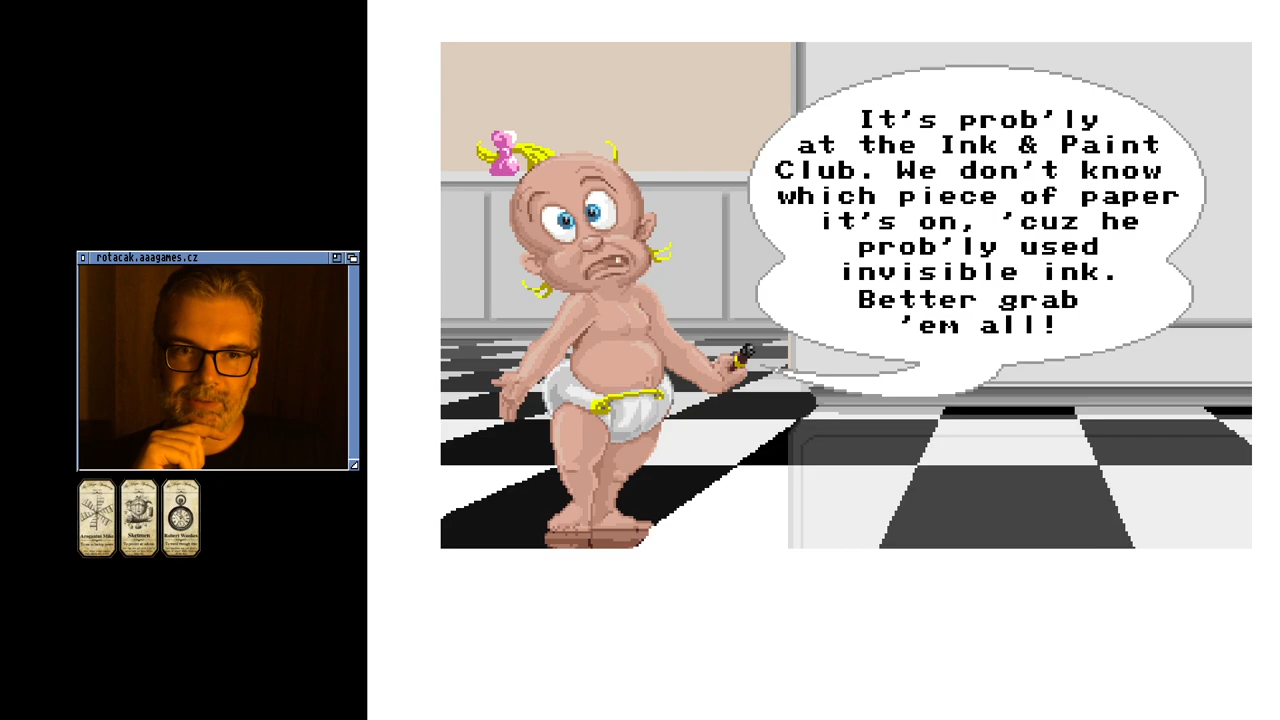 rotacak.aaagames.cz
It's prob'ly
at the Ink & Paint
Club. We don't know
which piece of paper
it's on, 'cuz he
prob'ly used
invisible ink.
Better grab
'em all!